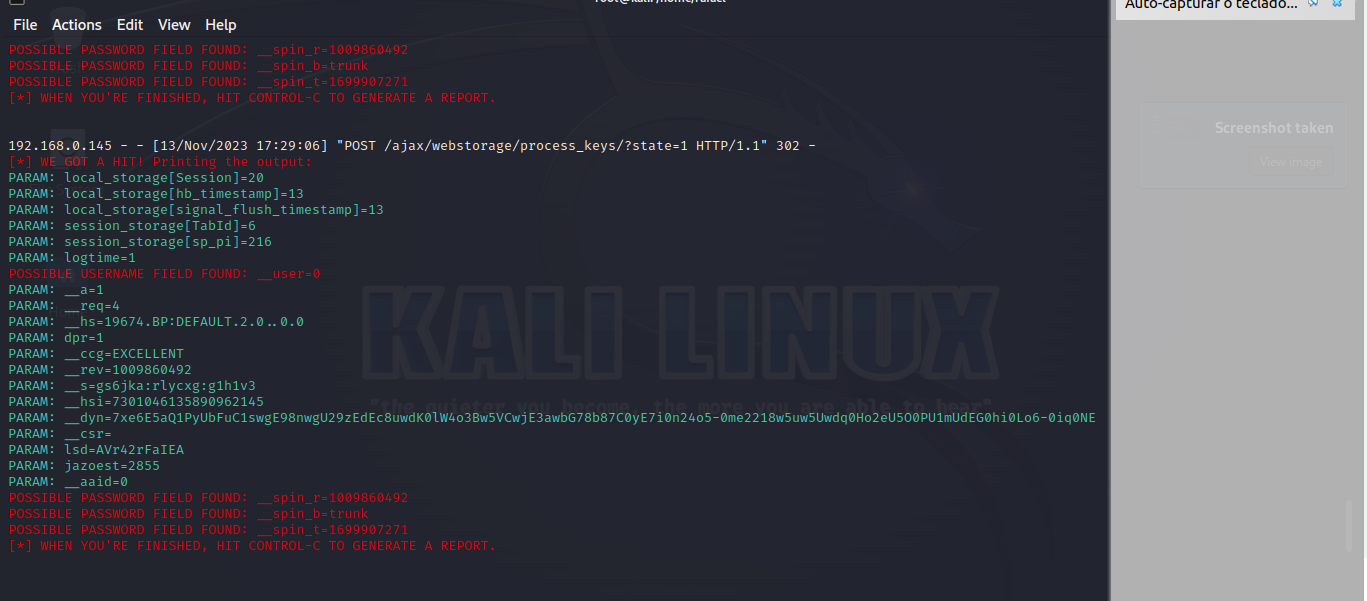 root@kali: /home/rafael
File Actions Edit View Help
Auto-capturar o teclado...
POSSIBLE PASSWORD FIELD FOUND: __spin_r=1009860492
POSSIBLE PASSWORD FIELD FOUND: __spin_b=trunk
POSSIBLE PASSWORD FIELD FOUND: __spin_t=1699907271
[*] WHEN YOU'RE FINISHED, HIT CONTROL-C TO GENERATE A REPORT.
192.168.0.145 - - [13/Nov/2023 17:29:06] "POST /ajax/webstorage/process_keys/?state=1 HTTP/1.1" 302 -
[*] WE GOT A HIT! Printing the output:
PARAM: local_storage[Session]=20
PARAM: local_storage[hb_timestamp]=13
PARAM: local_storage[signal_flush_timestamp]=13
PARAM: session_storage[TabId]=6
PARAM: session_storage[sp_pi]=216
PARAM: logtime=1
POSSIBLE USERNAME FIELD FOUND: __user=0
PARAM: __a=1
PARAM: __req=4
PARAM: __hs=19674.BP:DEFAULT.2.0..0.0
PARAM: dpr=1
PARAM: __ccg=EXCELLENT
PARAM: __rev=1009860492
PARAM: __s=gs6jka:rlycxg:g1h1v3
PARAM: __hsi=7301046135890962145
PARAM: __dyn=7xe6E5aQ1PyUbFuC1swgE98nwgU29zEdEc8uwdK0lW4o3Bw5VCwjE3awbG78b87C0yE7i0n24o5-0me2218w5uw5Uwdq0Ho2eU5O0PU1mUdEG0hi0Lo6-0iq0NE
PARAM: __csr=
PARAM: lsd=AVr42rFaIEA
PARAM: jazoest=2855
PARAM: __aaid=0
POSSIBLE PASSWORD FIELD FOUND: __spin_r=1009860492
POSSIBLE PASSWORD FIELD FOUND: __spin_b=trunk
POSSIBLE PASSWORD FIELD FOUND: __spin_t=1699907271
[*] WHEN YOU'RE FINISHED, HIT CONTROL-C TO GENERATE A REPORT.
KALI LINUX
"the quieter you become, the more you are able to hear"
Screenshot taken
View image